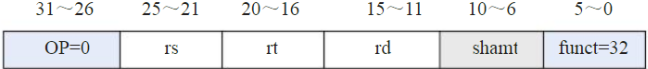 31～26 25～21 20～16 15～11 10～6 5～0
OP=0 rs rt rd shamt funct=32